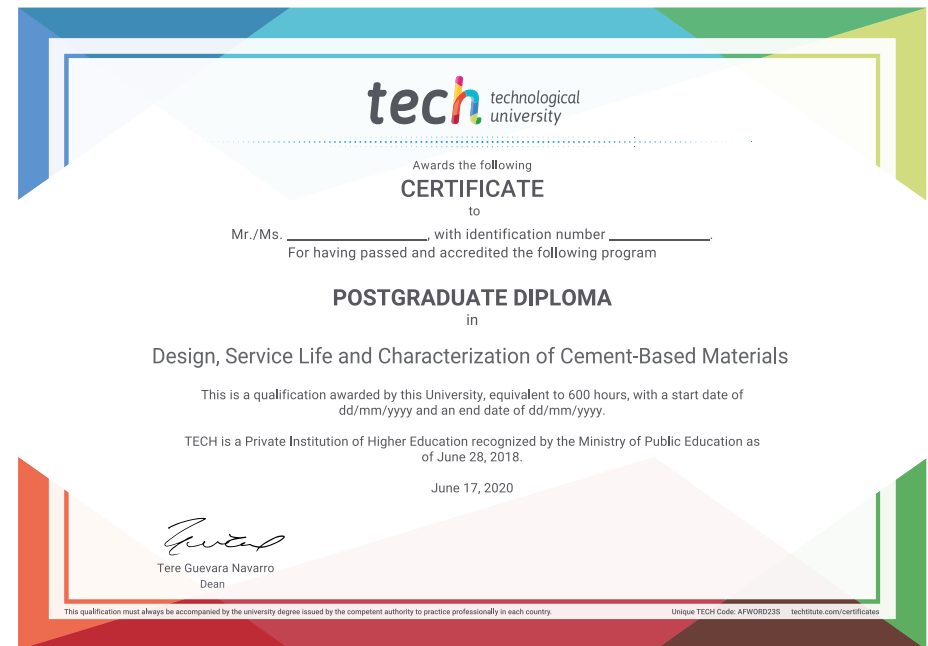 tech technological
university
Awards the following
CERTIFICATE
to
Mr./Ms. ____________, with identification number ____________.
For having passed and accredited the following program
POSTGRADUATE DIPLOMA
in
Design, Service Life and Characterization of Cement-Based Materials
This is a qualification awarded by this University, equivalent to 600 hours, with a start date of
dd/mm/yyyy and an end date of dd/mm/yyyy.
TECH is a Private Institution of Higher Education recognized by the Ministry of Public Education as
of June 28, 2018.
June 17, 2020
Tere Guevara Navarro
Dean
This qualification must always be accompanied by the university degree issued by the competent authority to practice professionally in each country.
Unique TECH Code: AFWORD23S techtitute.com/certificates